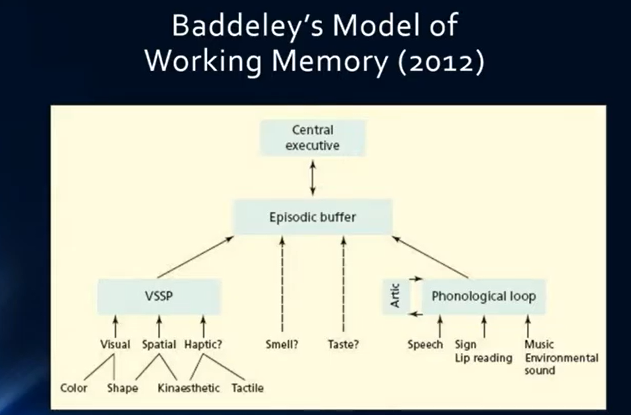 Baddeley's Model of
Working Memory (2012)
Central
executive
Episodic buffer
VSSP
Artic
Phonological loop
Visual Spatial Haptic?
Smell?
Taste?
Speech
Sign
Lip reading
Music
Environmental
sound
Color Shape Kinaesthetic Tactile